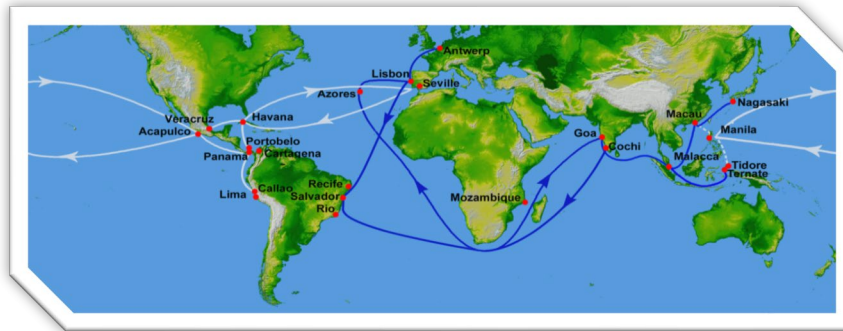 Antwerp
Lisbon
Seville
Azores
Nagasaki
Veracruz
Havana
Macau
Acapulco
Goa
Manila
Portobelo
Cochi
Panama
Cartagena
Malacca
Tidore
Ternate
Recife
Callao
Lima
Salvador
Mozambique
Rio